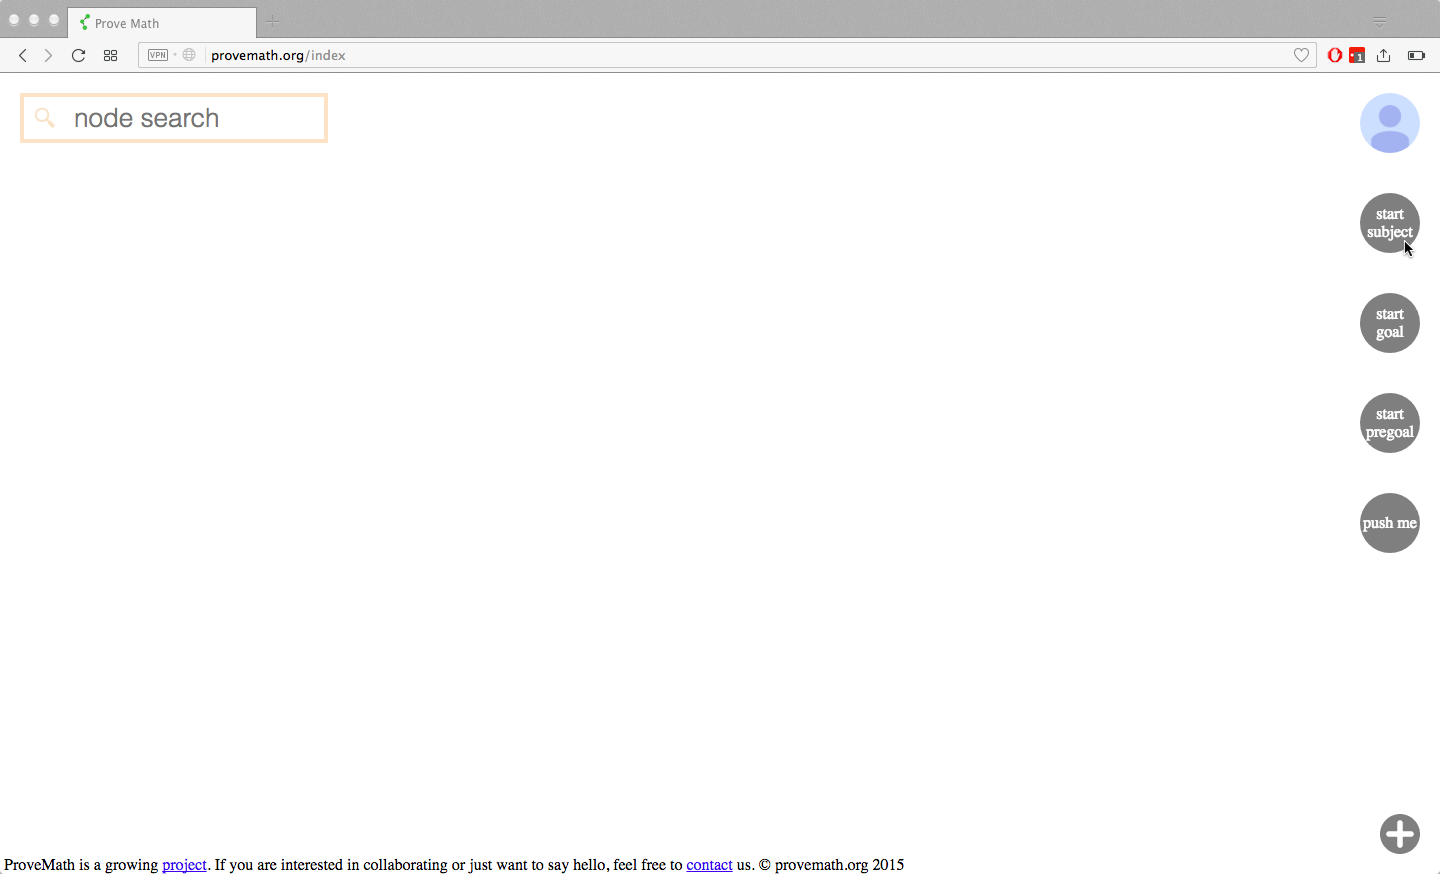 Prove Math
VPN provemath.org/index
1
node search
start
subject
start
goal
start
pregoal
push me
ProveMath is a growing project. If you are interested in collaborating or just want to say hello, feel free to contact us. © provemath.org 2015